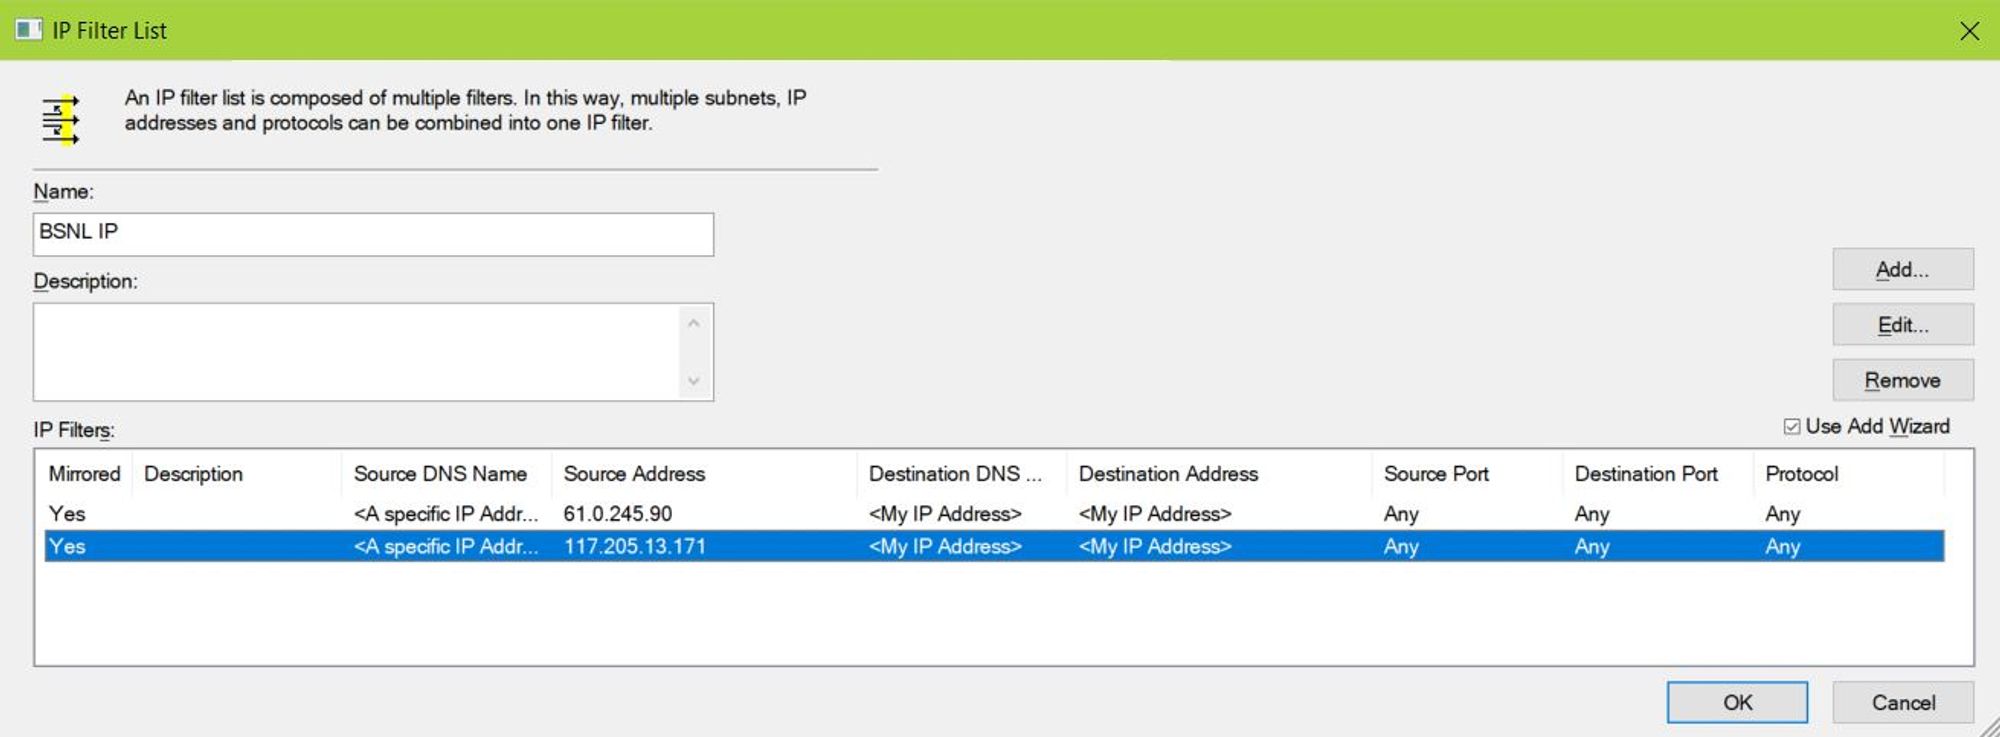 IP Filter List
An IP filter list is composed of multiple filters. In this way, multiple subnets, IP
addresses and protocols can be combined into one IP filter.
Name:
BSNL IP
Description:
Add...
Edit...
Remove
IP Filters:
Use Add Wizard
Mirrored Description Source DNS Name Source Address Destination DNS ... Destination Address Source Port Destination Port Protocol
Yes <A specific IP Addr... 61.0.245.90 <My IP Address> <My IP Address> Any Any Any
Yes <A specific IP Addr... 117.205.13.171 <My IP Address> <My IP Address> Any Any Any
OK Cancel